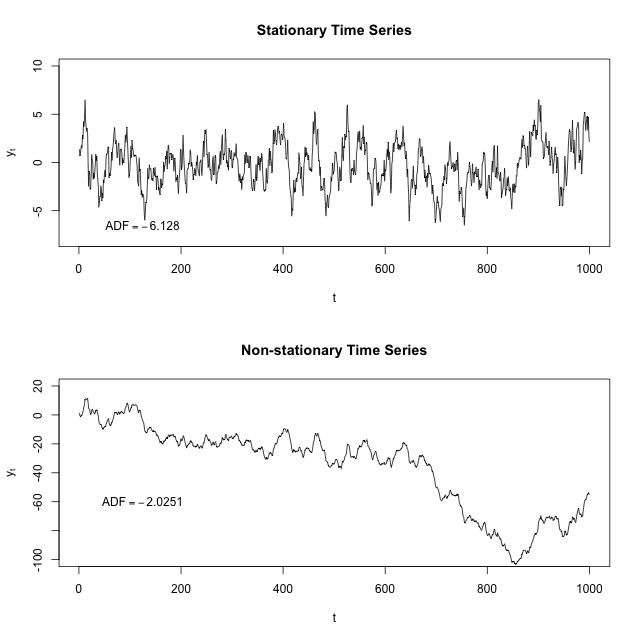 Stationary Time Series
10
5
0
−5
yt
ADF = −6.128
0 200 400 600 800 1000
t
Non-stationary Time Series
20
0
-20
-40
-60
-100
yt
ADF = −2.0251
0 200 400 600 800 1000
t